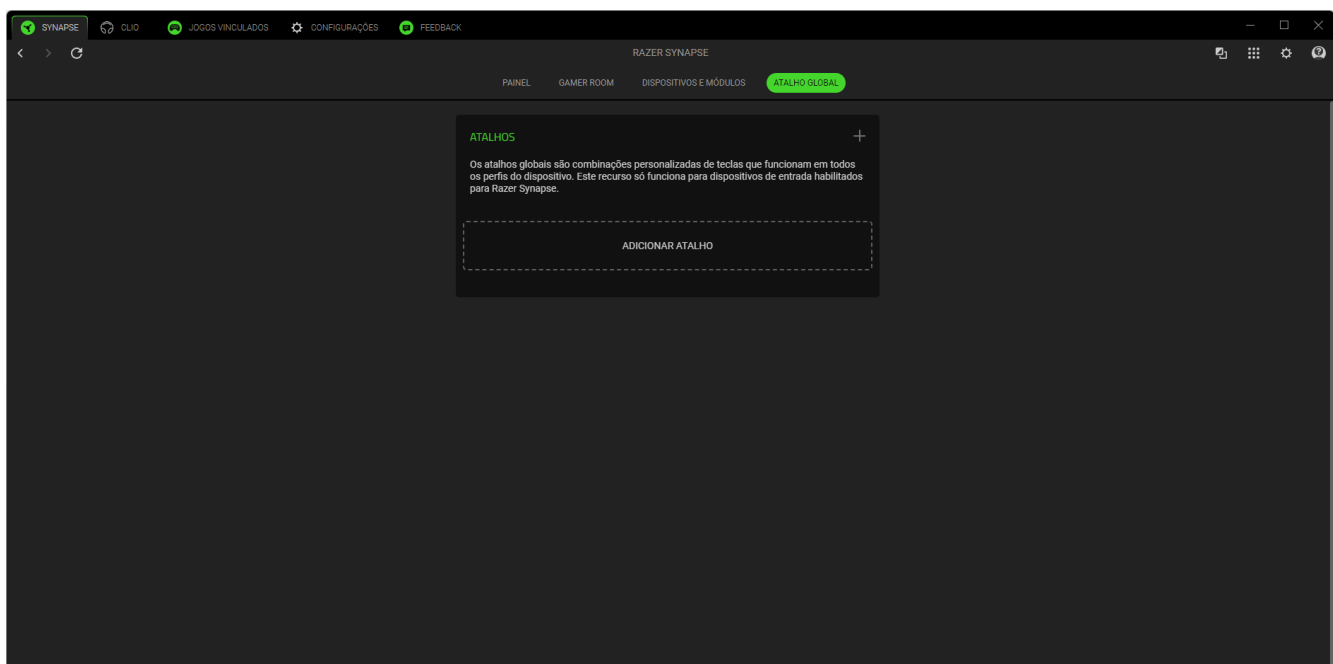 SYNAPSE CLIO JOGOS VINCULADOS CONFIGURAÇÕES FEEDBACK
RAZER SYNAPSE
PAINEL GAMER ROOM DISPOSITIVOS E MÓDULOS ATALHO GLOBAL
ATALHOS
Os atalhos globais são combinações personalizadas de teclas que funcionam em todos
os perfis do dispositivo. Este recurso só funciona para dispositivos de entrada habilitados
para Razer Synapse.
ADICIONAR ATALHO